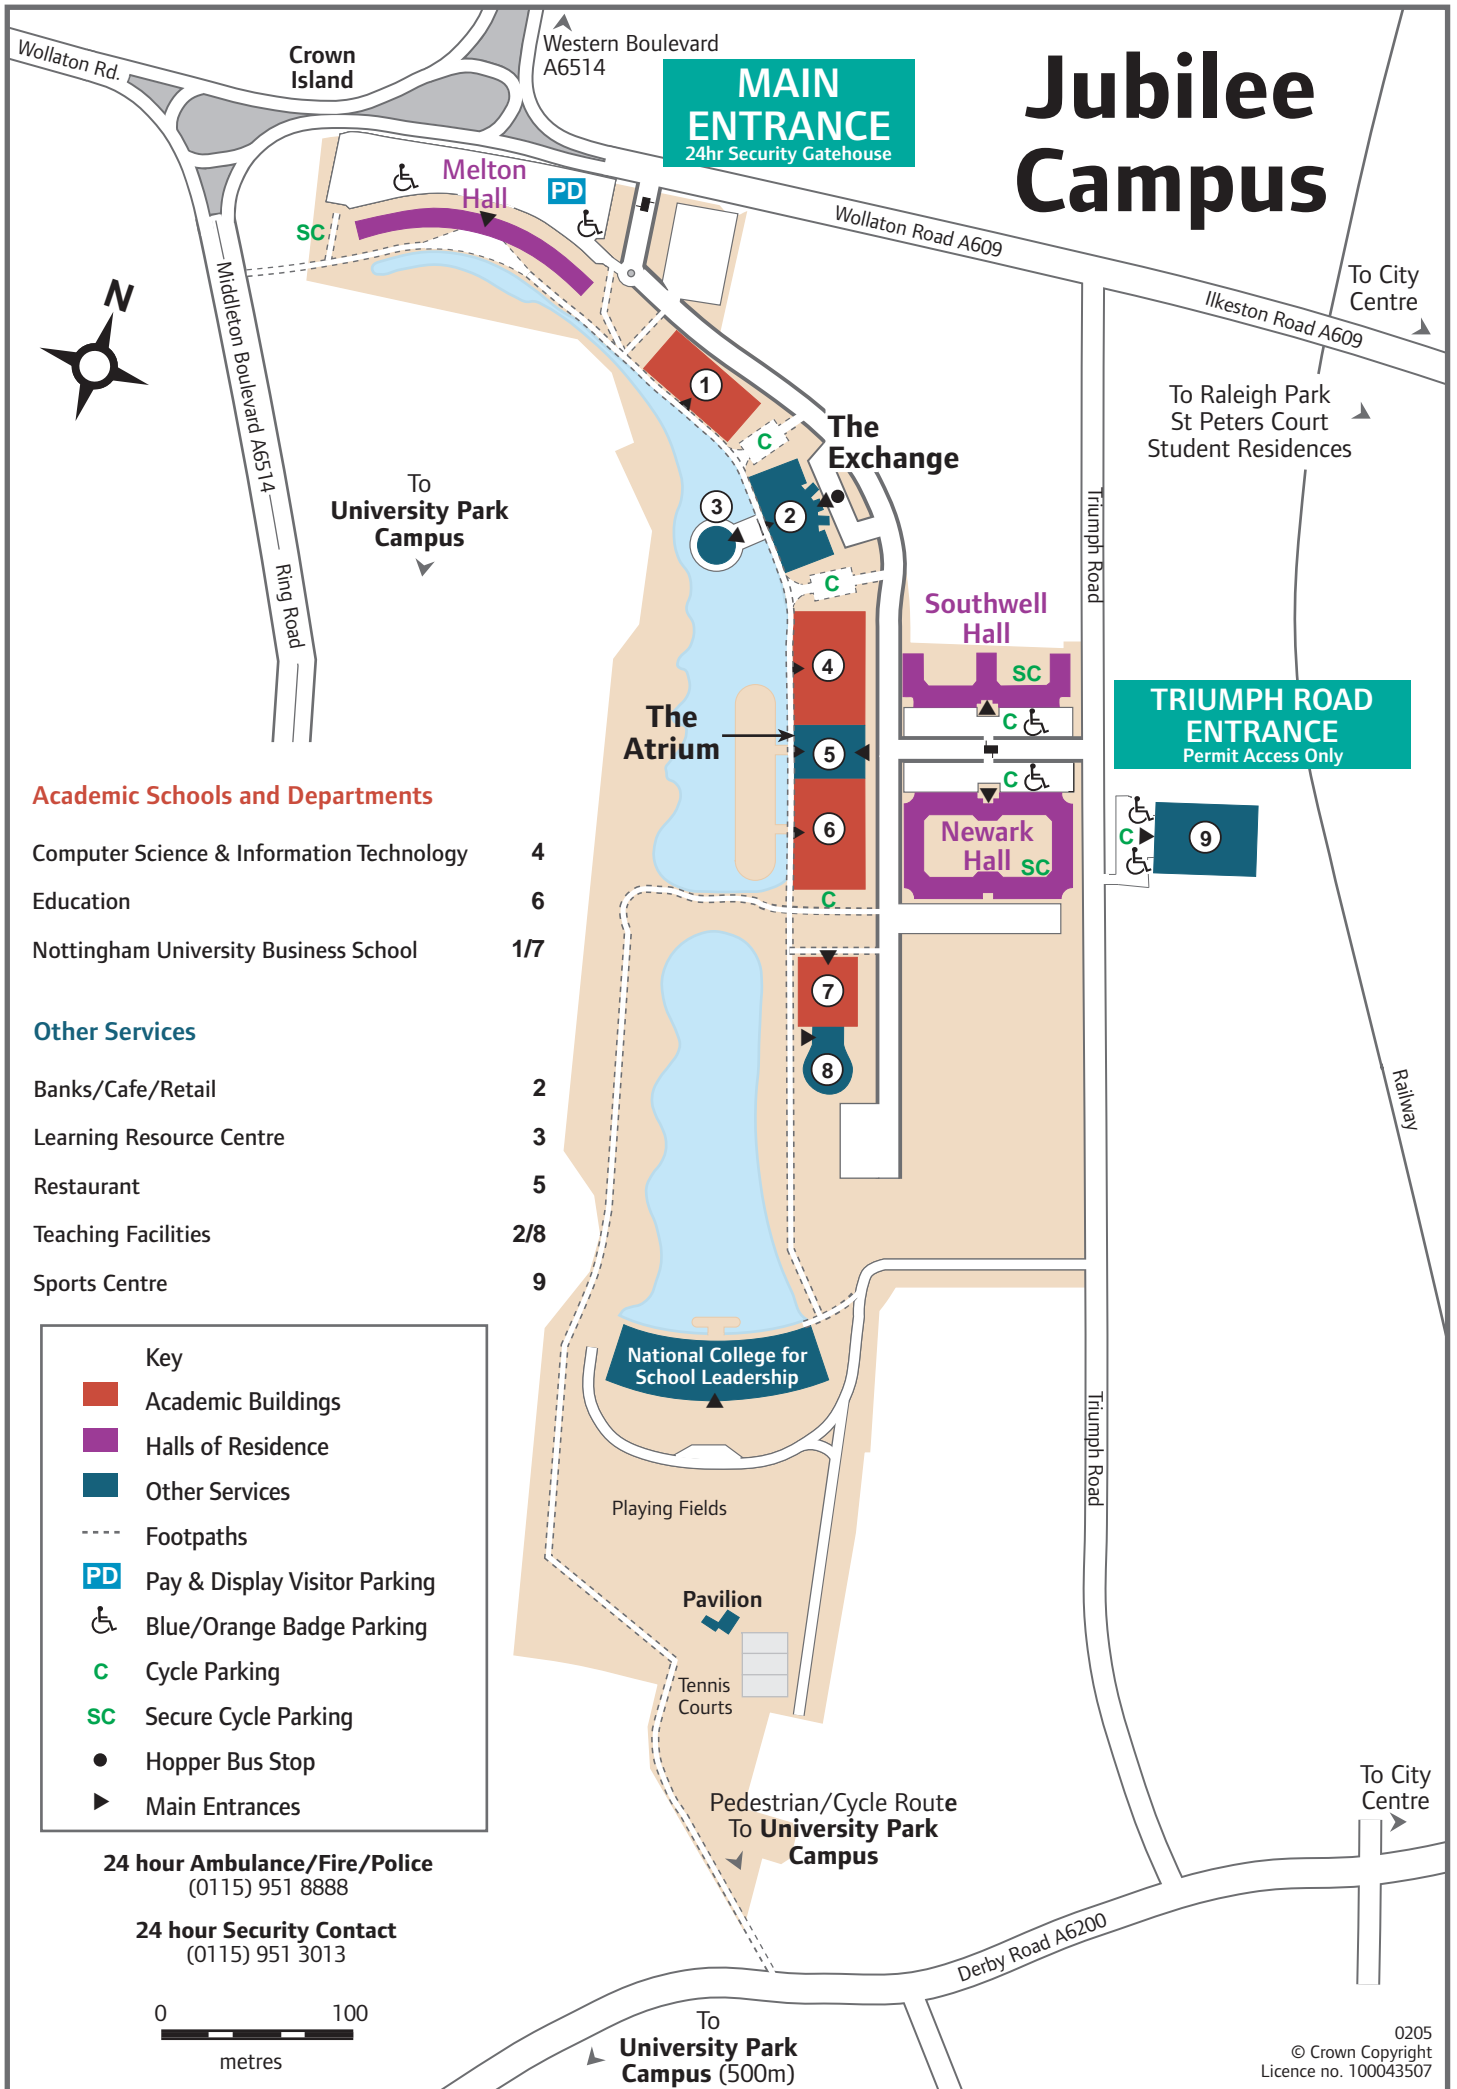 Jubilee
Campus
Wollaton Rd.
Crown
Island
Western Boulevard
A6514
MAIN
ENTRANCE
24hr Security Gatehouse
Melton
Hall
PD
SC
Wollaton Road A609
Ilkeston Road A609
To City
Centre
N
Middleton Boulevard A6514
Ring Road
To Raleigh Park
St Peters Court
Student Residences
1
C
The
Exchange
To
University Park
Campus
3
2
C
Triumph Road
Southwell
Hall
SC
4
C
The
Atrium
5
TRIUMPH ROAD
ENTRANCE
Permit Access Only
C
6
Newark
Hall
SC
C
9
C
7
8
Railway
Academic Schools and Departments
Computer Science & Information Technology 4
Education 6
Nottingham University Business School 1/7
Other Services
Banks/Cafe/Retail 2
Learning Resource Centre 3
Restaurant 5
Teaching Facilities 2/8
Sports Centre 9
National College for
School Leadership
Triumph Road
Playing Fields
Pavilion
Tennis
Courts
Key
Academic Buildings
Halls of Residence
Other Services
Footpaths
PD Pay & Display Visitor Parking
Blue/Orange Badge Parking
C Cycle Parking
SC Secure Cycle Parking
Hopper Bus Stop
Main Entrances
Pedestrian/Cycle Route
To University Park
Campus
To City
Centre
24 hour Ambulance/Fire/Police
(0115) 951 8888
24 hour Security Contact
(0115) 951 3013
0 100
metres
Derby Road A6200
To
University Park
Campus (500m)
0205
© Crown Copyright
Licence no. 100043507